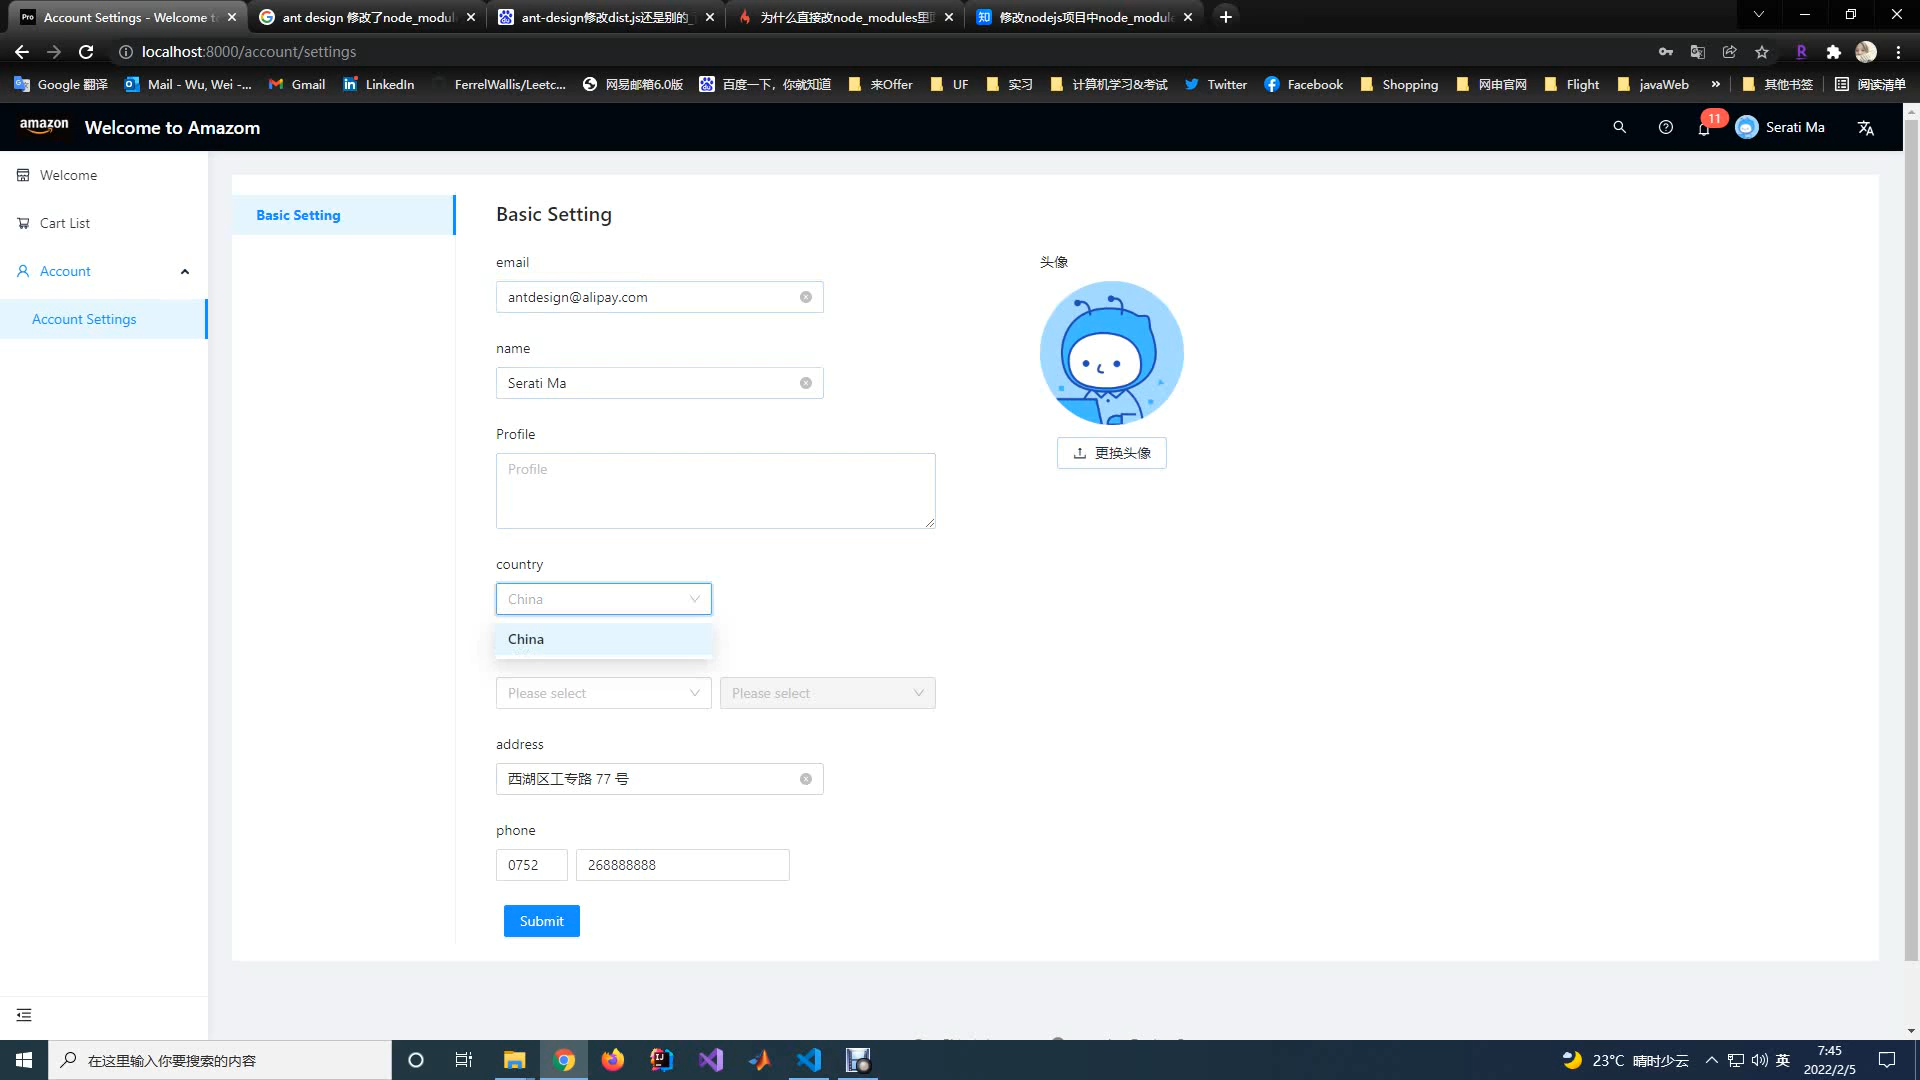 Account Settings - Welcome to
ant design 修改了node_modul
ant-design修改dist.js还是别的_
为什么直接改node_modules里
修改nodejs项目中node_module
localhost:8000/account/settings
Google 翻译
Mail - Wu, Wei -...
Gmail
LinkedIn
FerrelWallis/Leetc...
网易邮箱6.0版
百度一下，你就知道
来Offer
UF
实习
计算机学习&考试
Twitter
Facebook
Shopping
网申官网
Flight
javaWeb
»
其他书签
阅读清单
amazon
Welcome to Amazom
11
Serati Ma
Welcome
Cart List
Account
Account Settings
Basic Setting
Basic Setting
email
antdesign@alipay.com
name
Serati Ma
Profile
Profile
country
China
China
Please select
Please select
address
西湖区工专路 77 号
phone
0752
268888888
Submit
头像
更换头像
在这里输入你要搜索的内容
23°C 晴时少云
英
7:45
2022/2/5